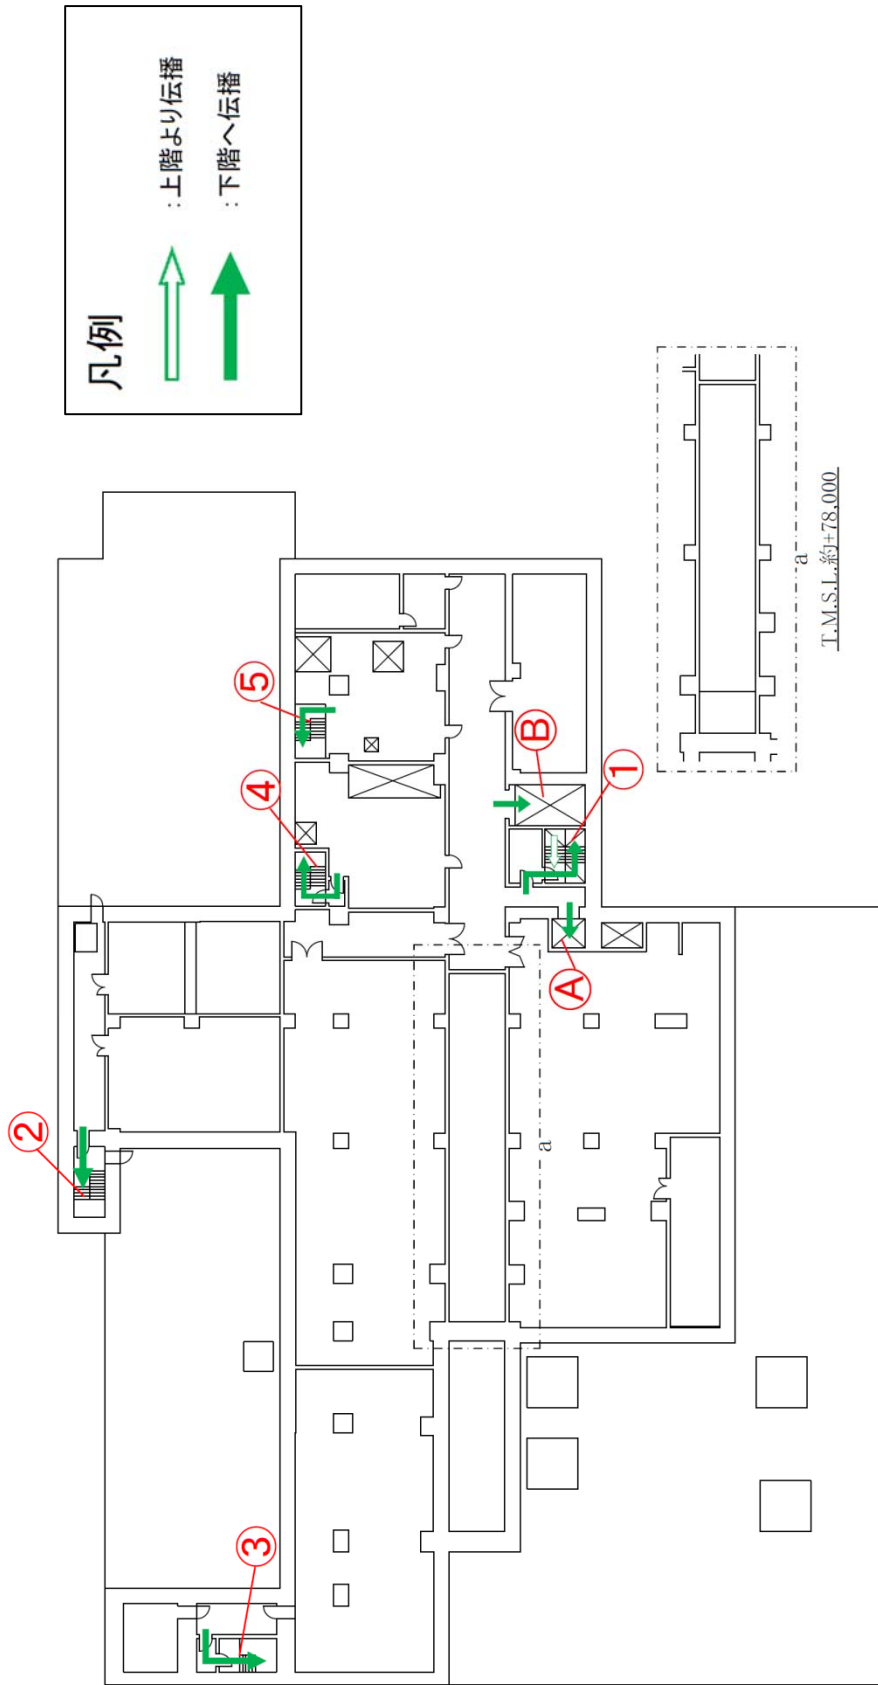 凡例
：上階より伝播
：下階へ伝播
⑤
④
②
Ⓑ
①
Ⓐ
③
a
a
T.M.S.L.約+78,000